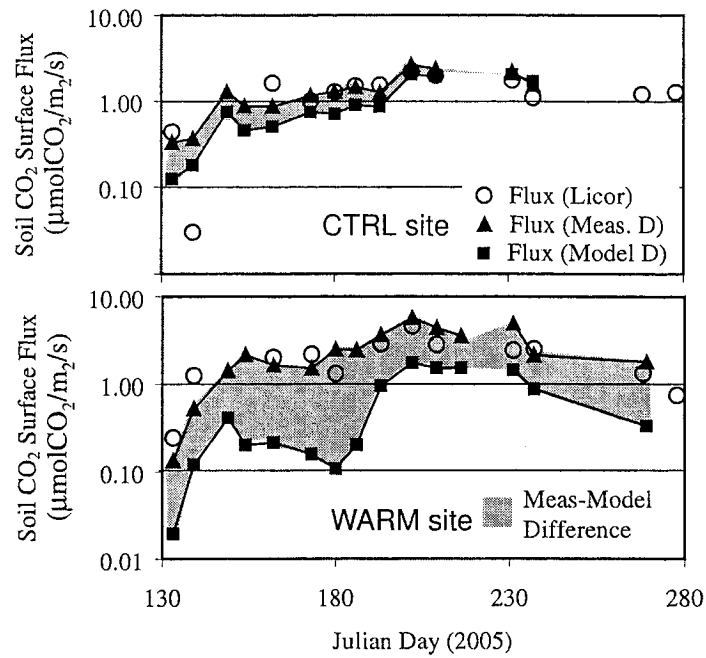 Soil CO2 Surface Flux
(μmolCO2/m2/s)
10.00
1.00
0.10
Flux (Licor)
Flux (Meas. D)
Flux (Model D)
CTRL site
Soil CO2 Surface Flux
(μmolCO2/m2/s)
10.00
1.00
0.10
0.01
WARM site
Meas-Model
Difference
130
180
230
280
Julian Day (2005)